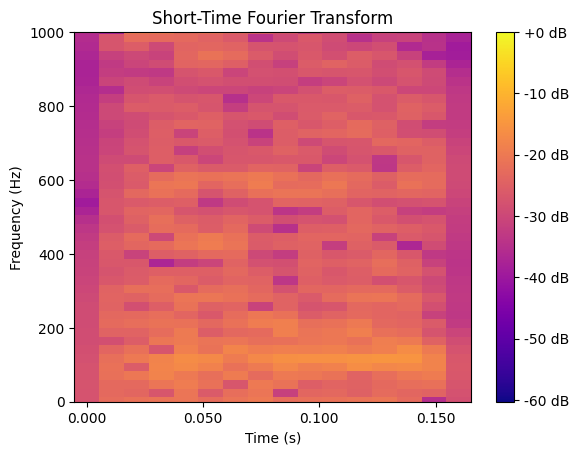 Short-Time Fourier Transform
1000
800
600
400
200
0
Frequency (Hz)
0.000
0.050
0.100
0.150
Time (s)
+0 dB
-10 dB
-20 dB
-30 dB
-40 dB
-50 dB
-60 dB